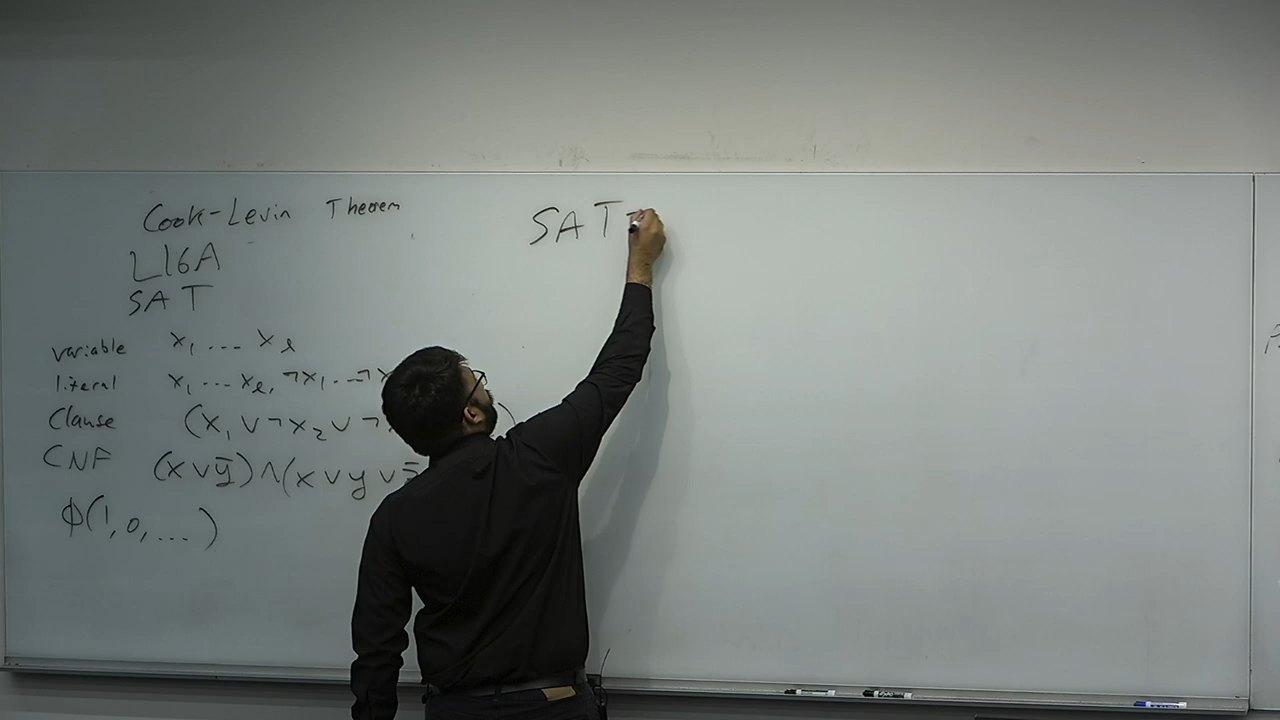 Cook-Levin Theorem
L16A
SAT
variable x₁ ... xₗ
literal x₁ ... xₗ, ¬x₁ ... ¬x
Clause (x₁ ∨ ¬x₂ ∨ ¬
CNF (x ∨ y̅) ∧ (x ∨ y ∨
Φ(1, 0, ... )
SAT